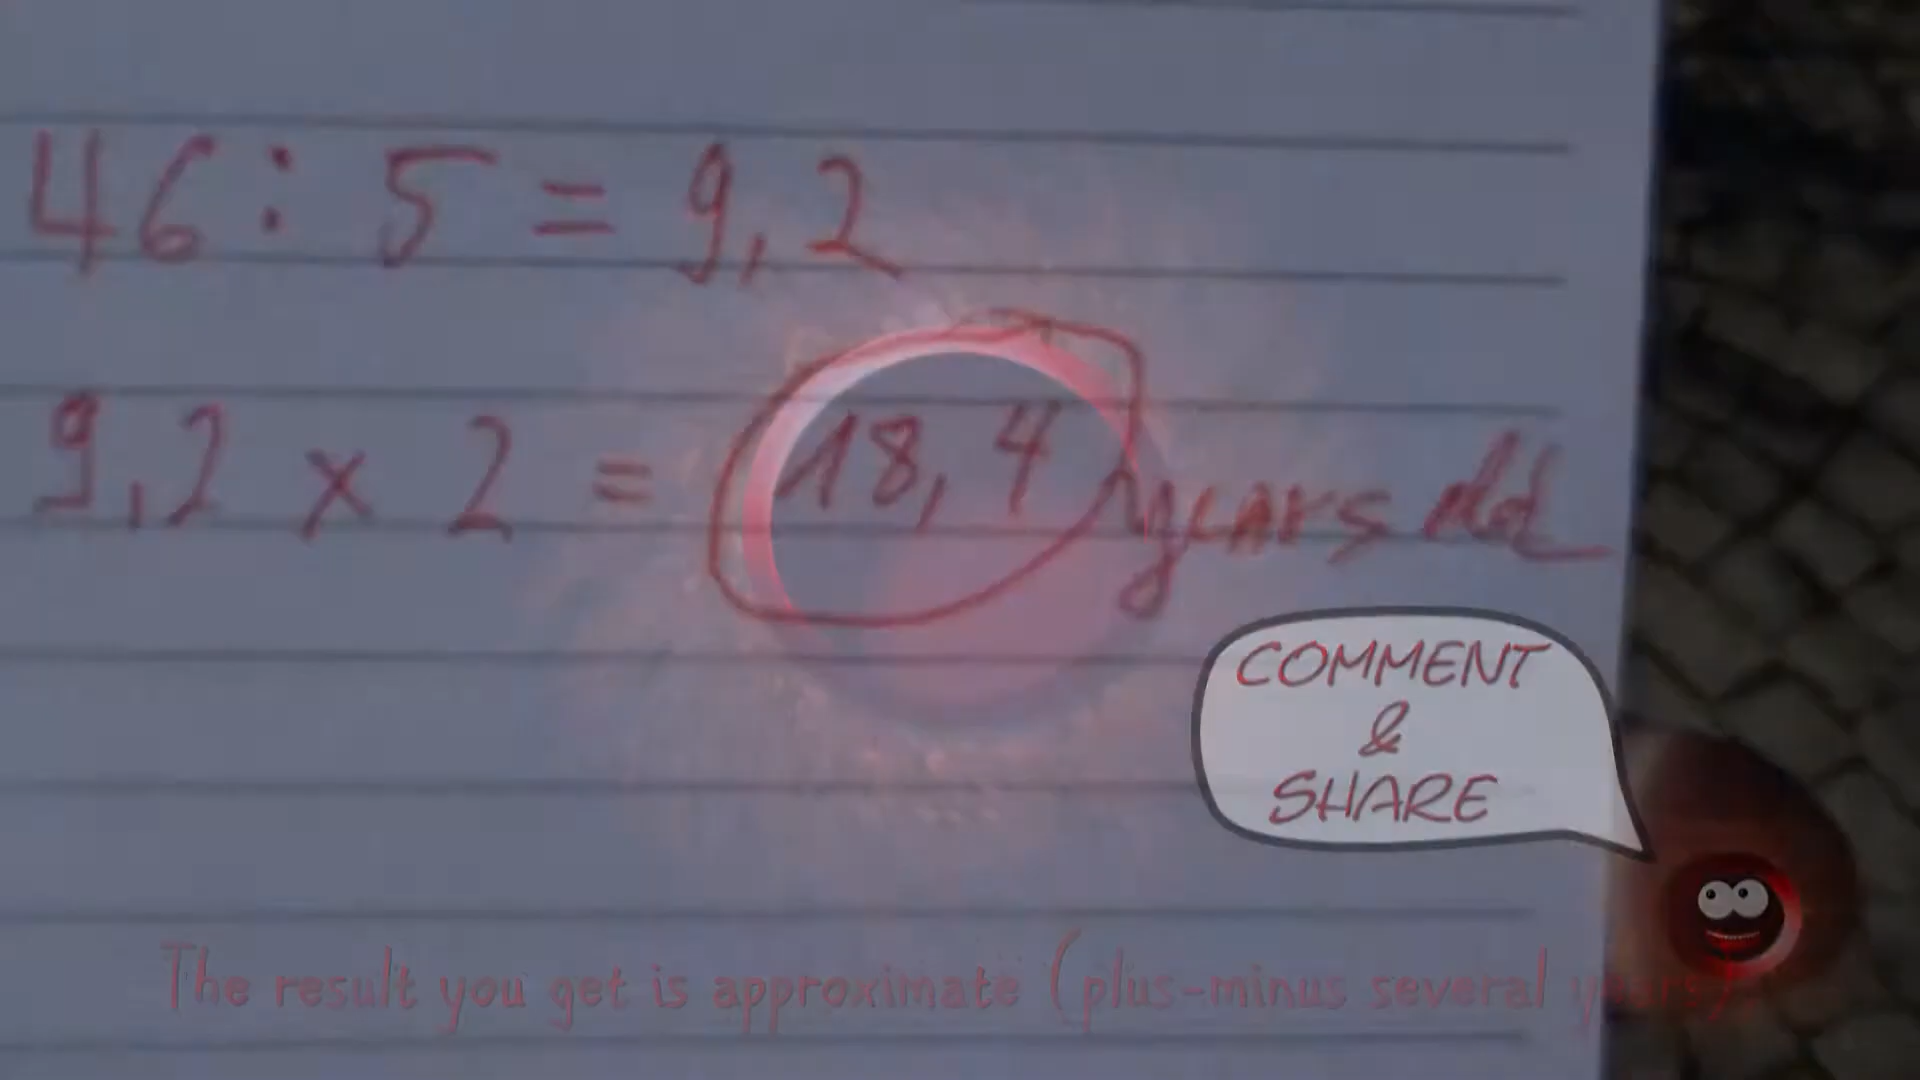 46 : 5 = 9,2
9,2 x 2 = 18,4 years old
COMMENT
&
SHARE
The result you get is approximate (plus-minus several years).